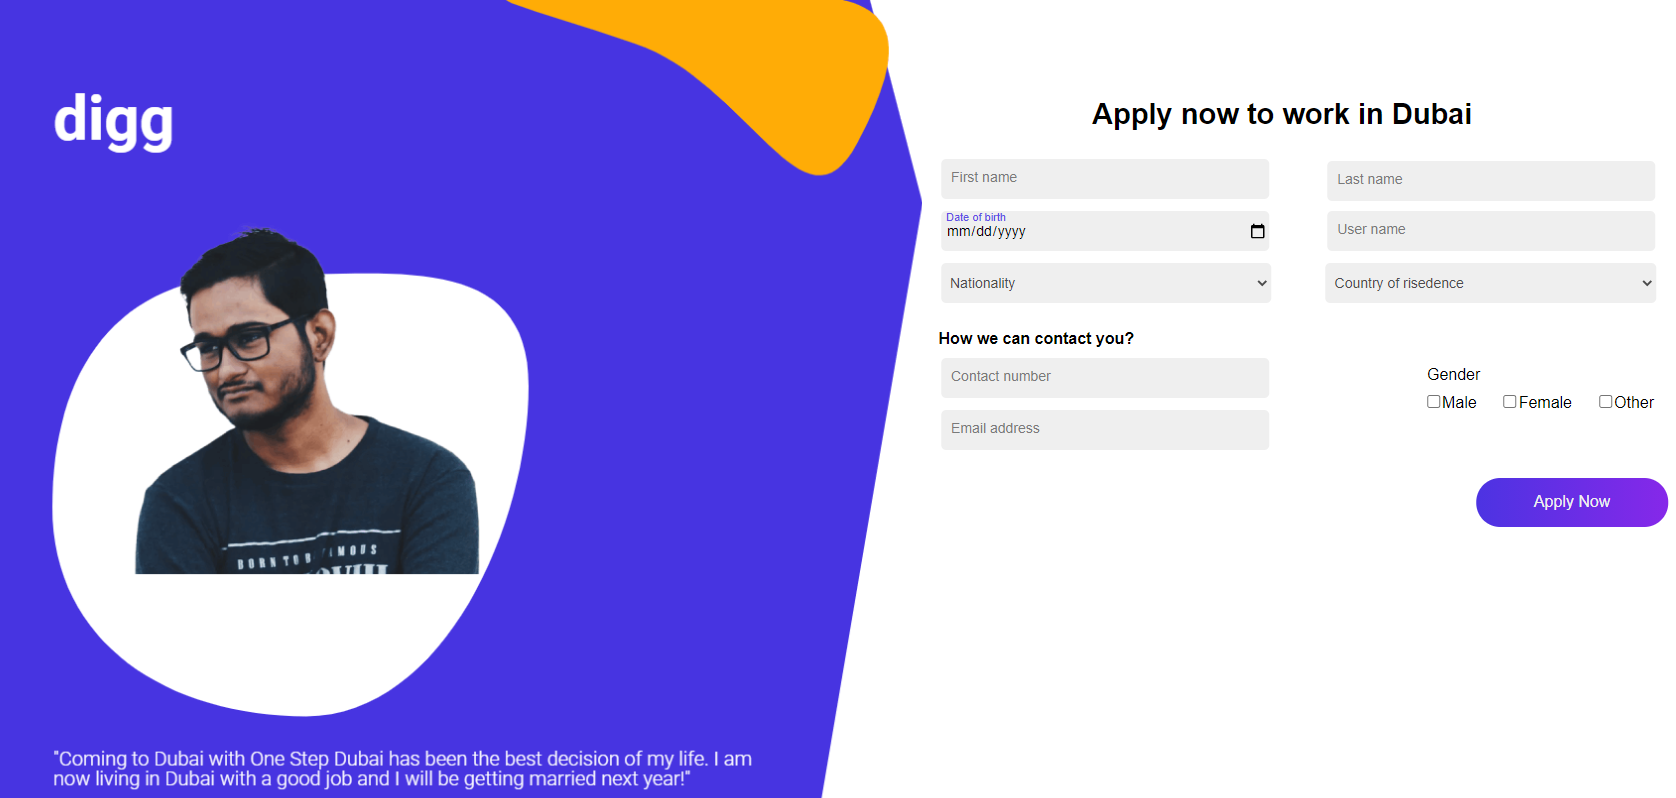 digg
Apply now to work in Dubai
First name
Last name
Date of birth
mm/dd/yyyy
User name
Nationality
Country of risedence
How we can contact you?
Contact number
Gender
Male Female Other
Email address
Apply Now
BORN TO B FAMOUS
"Coming to Dubai with One Step Dubai has been the best decision of my life. I am
now living in Dubai with a good job and I will be getting married next year!"